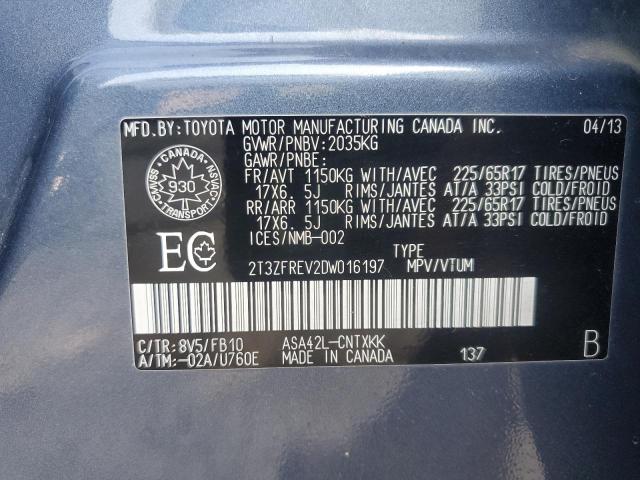 MFD.BY:TOYOTA MOTOR MANUFACTURING CANADA INC. 04/13
GVWR/PNBV:2035KG
GAWR/PNBE:
FR/AVT 1150KG WITH/AVEC 225/65R17 TIRES/PNEUS
17X6.5J RIMS/JANTES AT/A 33PSI COLD/FROID
RR/ARR 1150KG WITH/AVEC 225/65R17 TIRES/PNEUS
17X6.5J RIMS/JANTES AT/A 33PSI COLD/FROID
ICES/NMB-002
CANADA
CMVSS 930 NSVAC
TRANSPORT
EC
TYPE
2T3ZFREV2DW016197 MPV/VTUM
C/TR:8V5/FB10 ASA42L-CNTXKK
A/TM:-02A/U760E MADE IN CANADA 137 B